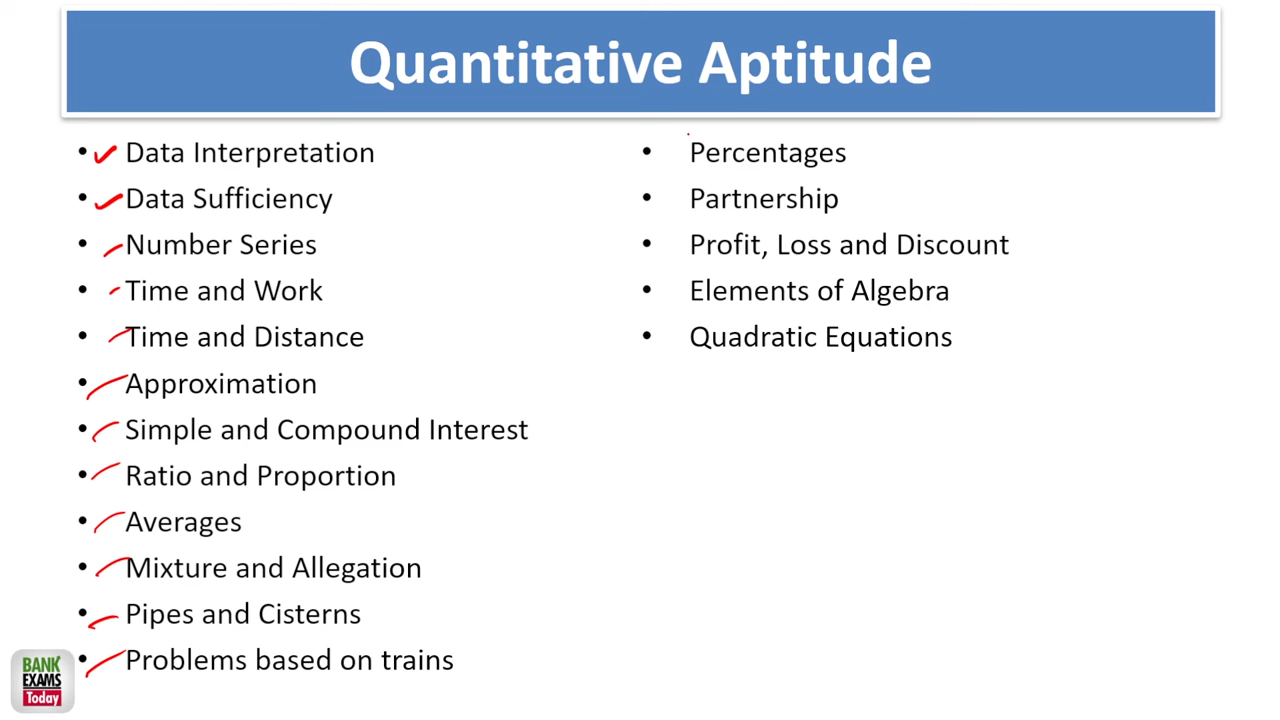 Quantitative Aptitude
• Data Interpretation
• Data Sufficiency
• Number Series
• Time and Work
• Time and Distance
• Approximation
• Simple and Compound Interest
• Ratio and Proportion
• Averages
• Mixture and Allegation
• Pipes and Cisterns
• Problems based on trains
• Percentages
• Partnership
• Profit, Loss and Discount
• Elements of Algebra
• Quadratic Equations
BANK
EXAMS
Today